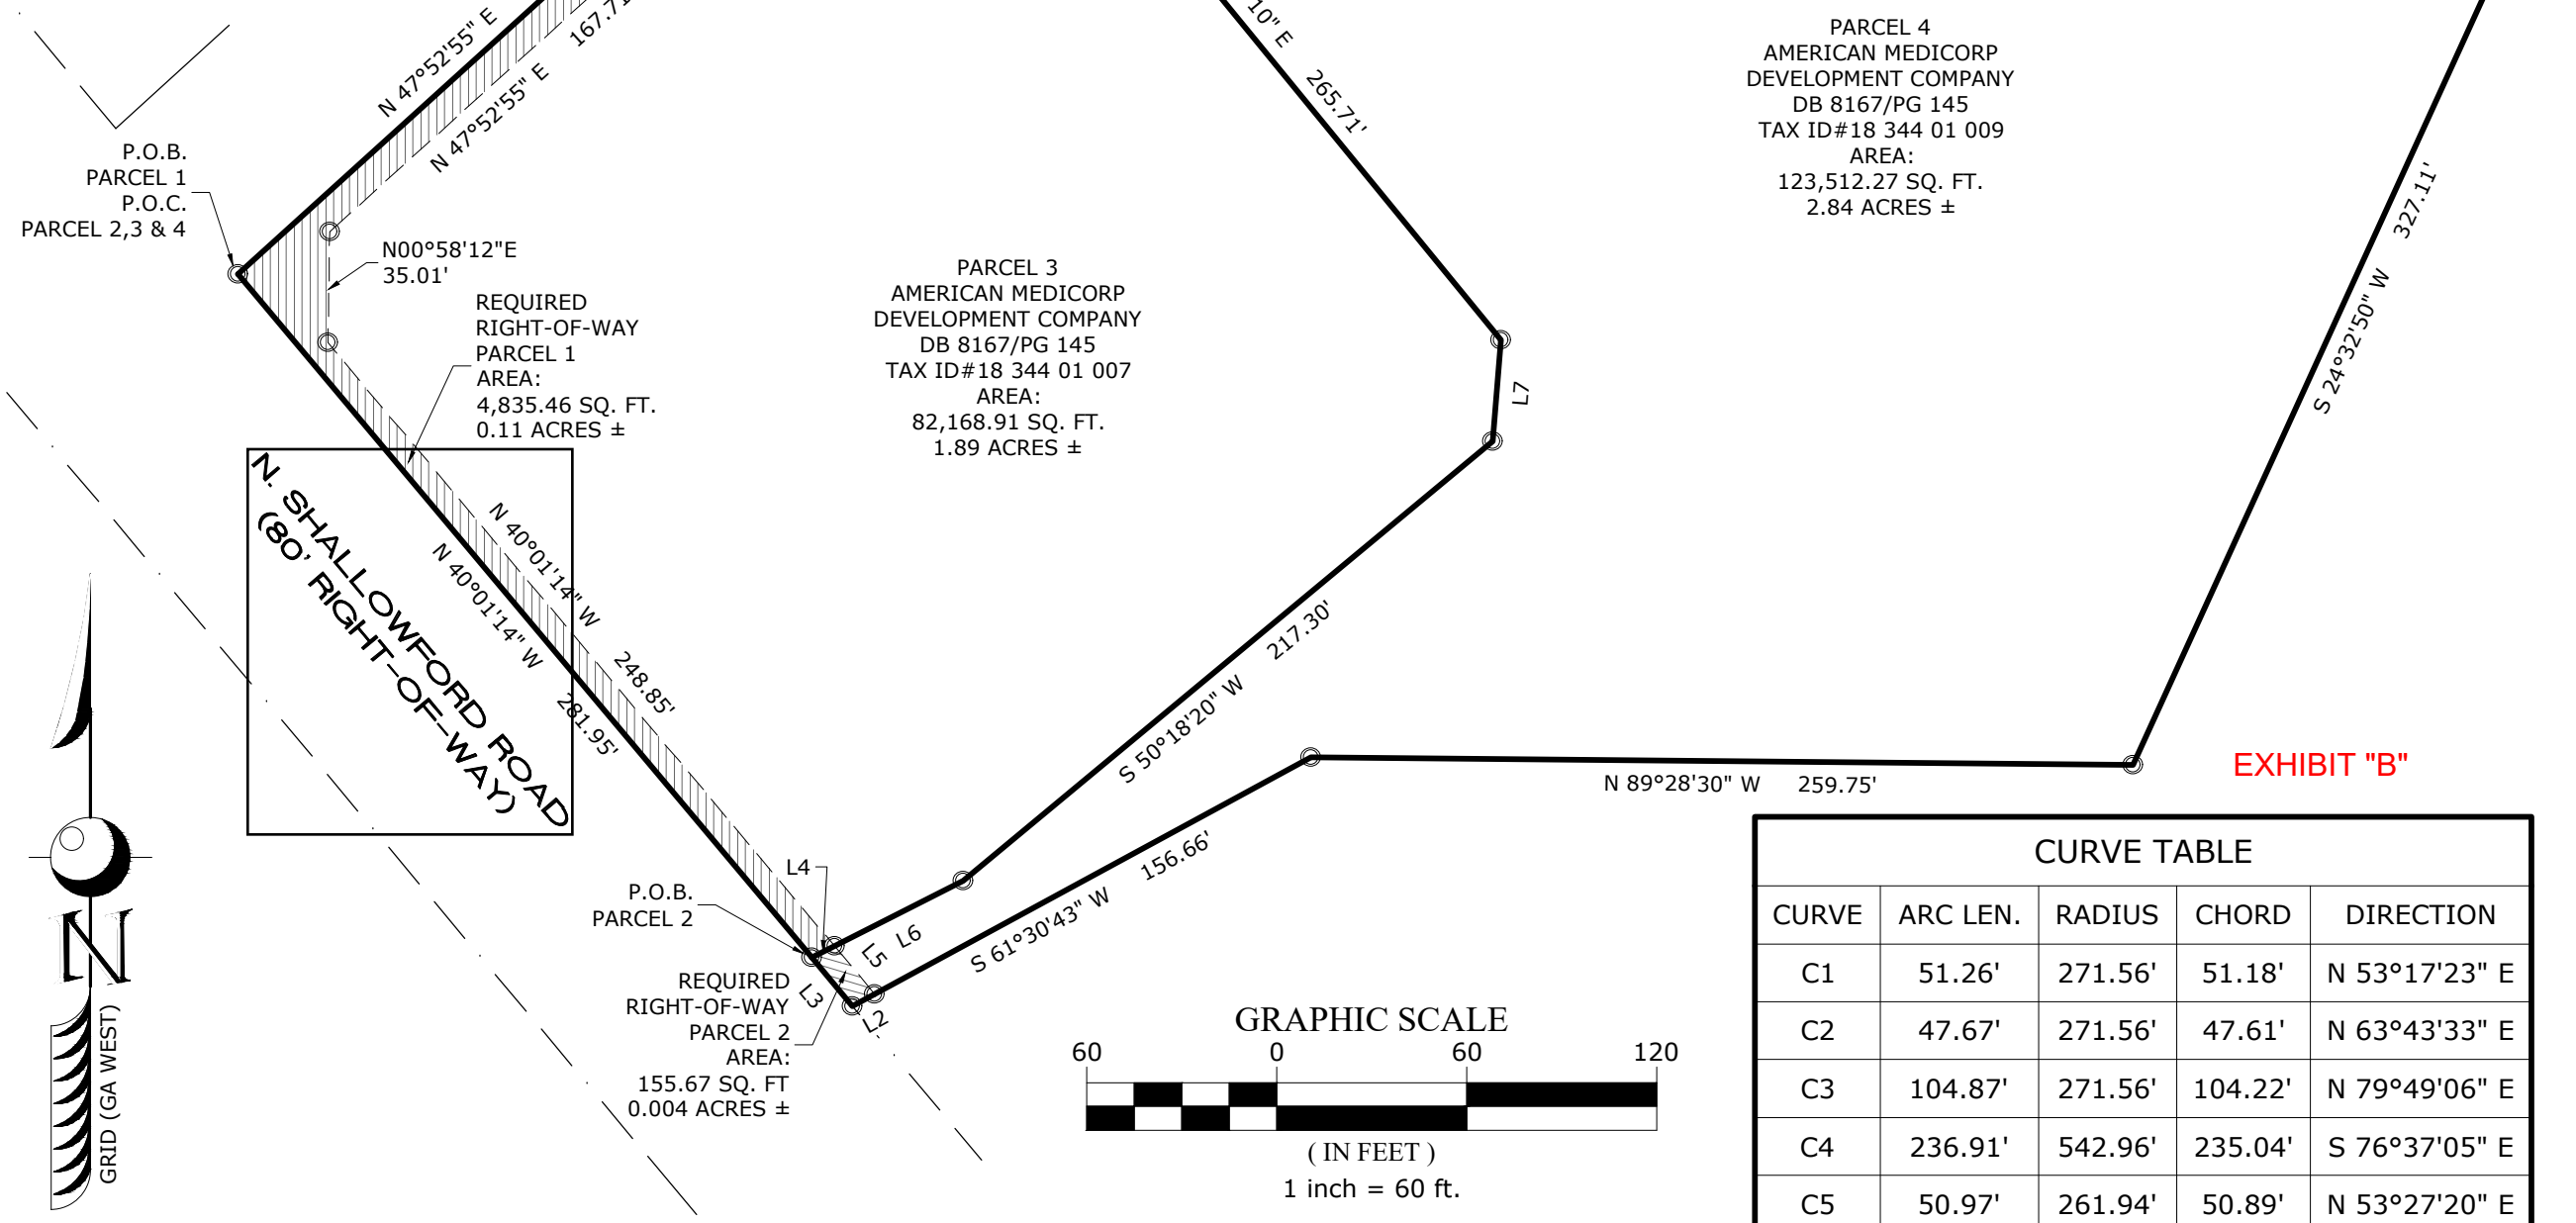 N 47°52'55" E
N 47°52'55" E
167.71
10" E
265.71'
PARCEL 4
AMERICAN MEDICORP
DEVELOPMENT COMPANY
DB 8167/PG 145
TAX ID#18 344 01 009
AREA:
123,512.27 SQ. FT.
2.84 ACRES ±
S 24°32'50" W 327.11'
P.O.B.
PARCEL 1
P.O.C.
PARCEL 2,3 & 4
N00°58'12"E
35.01'
REQUIRED
RIGHT-OF-WAY
PARCEL 1
AREA:
4,835.46 SQ. FT.
0.11 ACRES ±
PARCEL 3
AMERICAN MEDICORP
DEVELOPMENT COMPANY
DB 8167/PG 145
TAX ID#18 344 01 007
AREA:
82,168.91 SQ. FT.
1.89 ACRES ±
L7
N. SHALLOWFORD ROAD
(80' RIGHT-OF-WAY)
N 40°01'14" W 248.85'
N 40°01'14" W 281.95'
S 50°18'20" W 217.30'
N 89°28'30" W 259.75'
S 61°30'43" W 156.66'
EXHIBIT "B"
L4
P.O.B.
PARCEL 2
L5
L6
L3
L2
REQUIRED
RIGHT-OF-WAY
PARCEL 2
AREA:
155.67 SQ. FT
0.004 ACRES ±
N
GRID (GA WEST)
GRAPHIC SCALE
60 0 60 120
( IN FEET )
1 inch = 60 ft.
CURVE TABLE
CURVE ARC LEN. RADIUS CHORD DIRECTION
C1 51.26' 271.56' 51.18' N 53°17'23" E
C2 47.67' 271.56' 47.61' N 63°43'33" E
C3 104.87' 271.56' 104.22' N 79°49'06" E
C4 236.91' 542.96' 235.04' S 76°37'05" E
C5 50.97' 261.94' 50.89' N 53°27'20" E